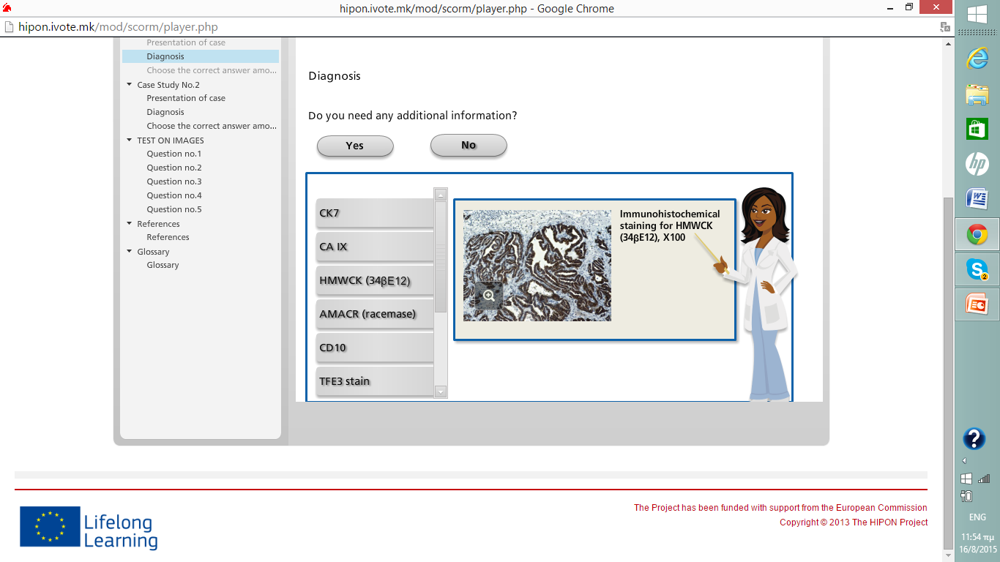 hipon.ivote.mk/mod/scorm/player.php - Google Chrome
hipon.ivote.mk/mod/scorm/player.php
Presentation of case
Diagnosis
Choose the correct answer amo...
Case Study No.2
Presentation of case
Diagnosis
Choose the correct answer amo...
TEST ON IMAGES
Question no.1
Question no.2
Question no.3
Question no.4
Question no.5
References
References
Glossary
Glossary
Diagnosis
Do you need any additional information?
Yes
No
CK7
CA IX
HMWCK (34βE12)
AMACR (racemase)
CD10
TFE3 stain
Immunohistochemical
staining for HMWCK
(34βE12), X100
The Project has been funded with support from the European Commission
Copyright © 2013 The HIPON Project
Lifelong
Learning
hp
2
?
ENG
11:54 πμ
16/8/2015